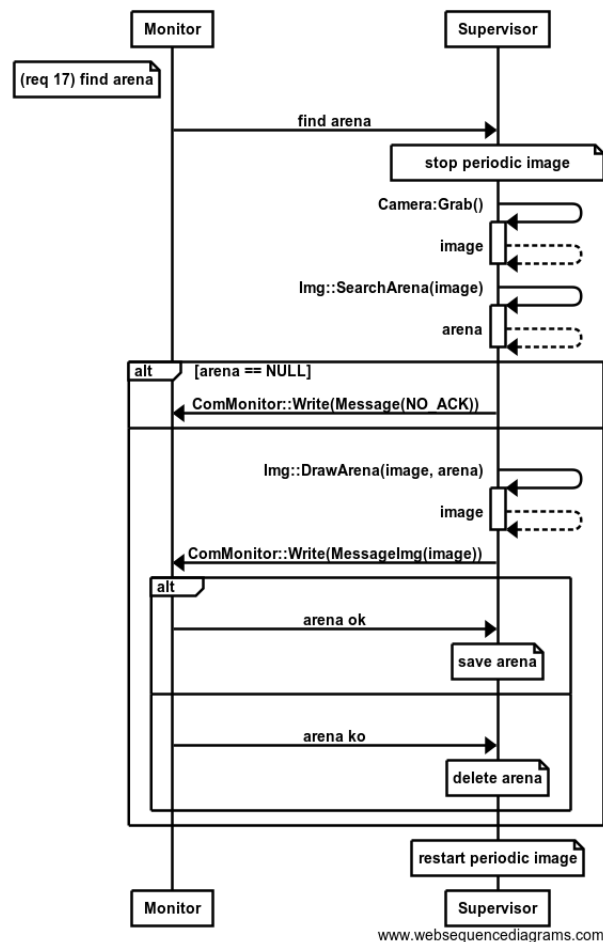 Monitor
Supervisor
(req 17) find arena
find arena
stop periodic image
Camera:Grab()
image
Img::SearchArena(image)
arena
alt [arena == NULL]
ComMonitor::Write(Message(NO_ACK))
Img::DrawArena(image, arena)
image
ComMonitor::Write(MessageImg(image))
alt
arena ok
save arena
arena ko
delete arena
restart periodic image
Monitor
Supervisor
www.websequencediagrams.com